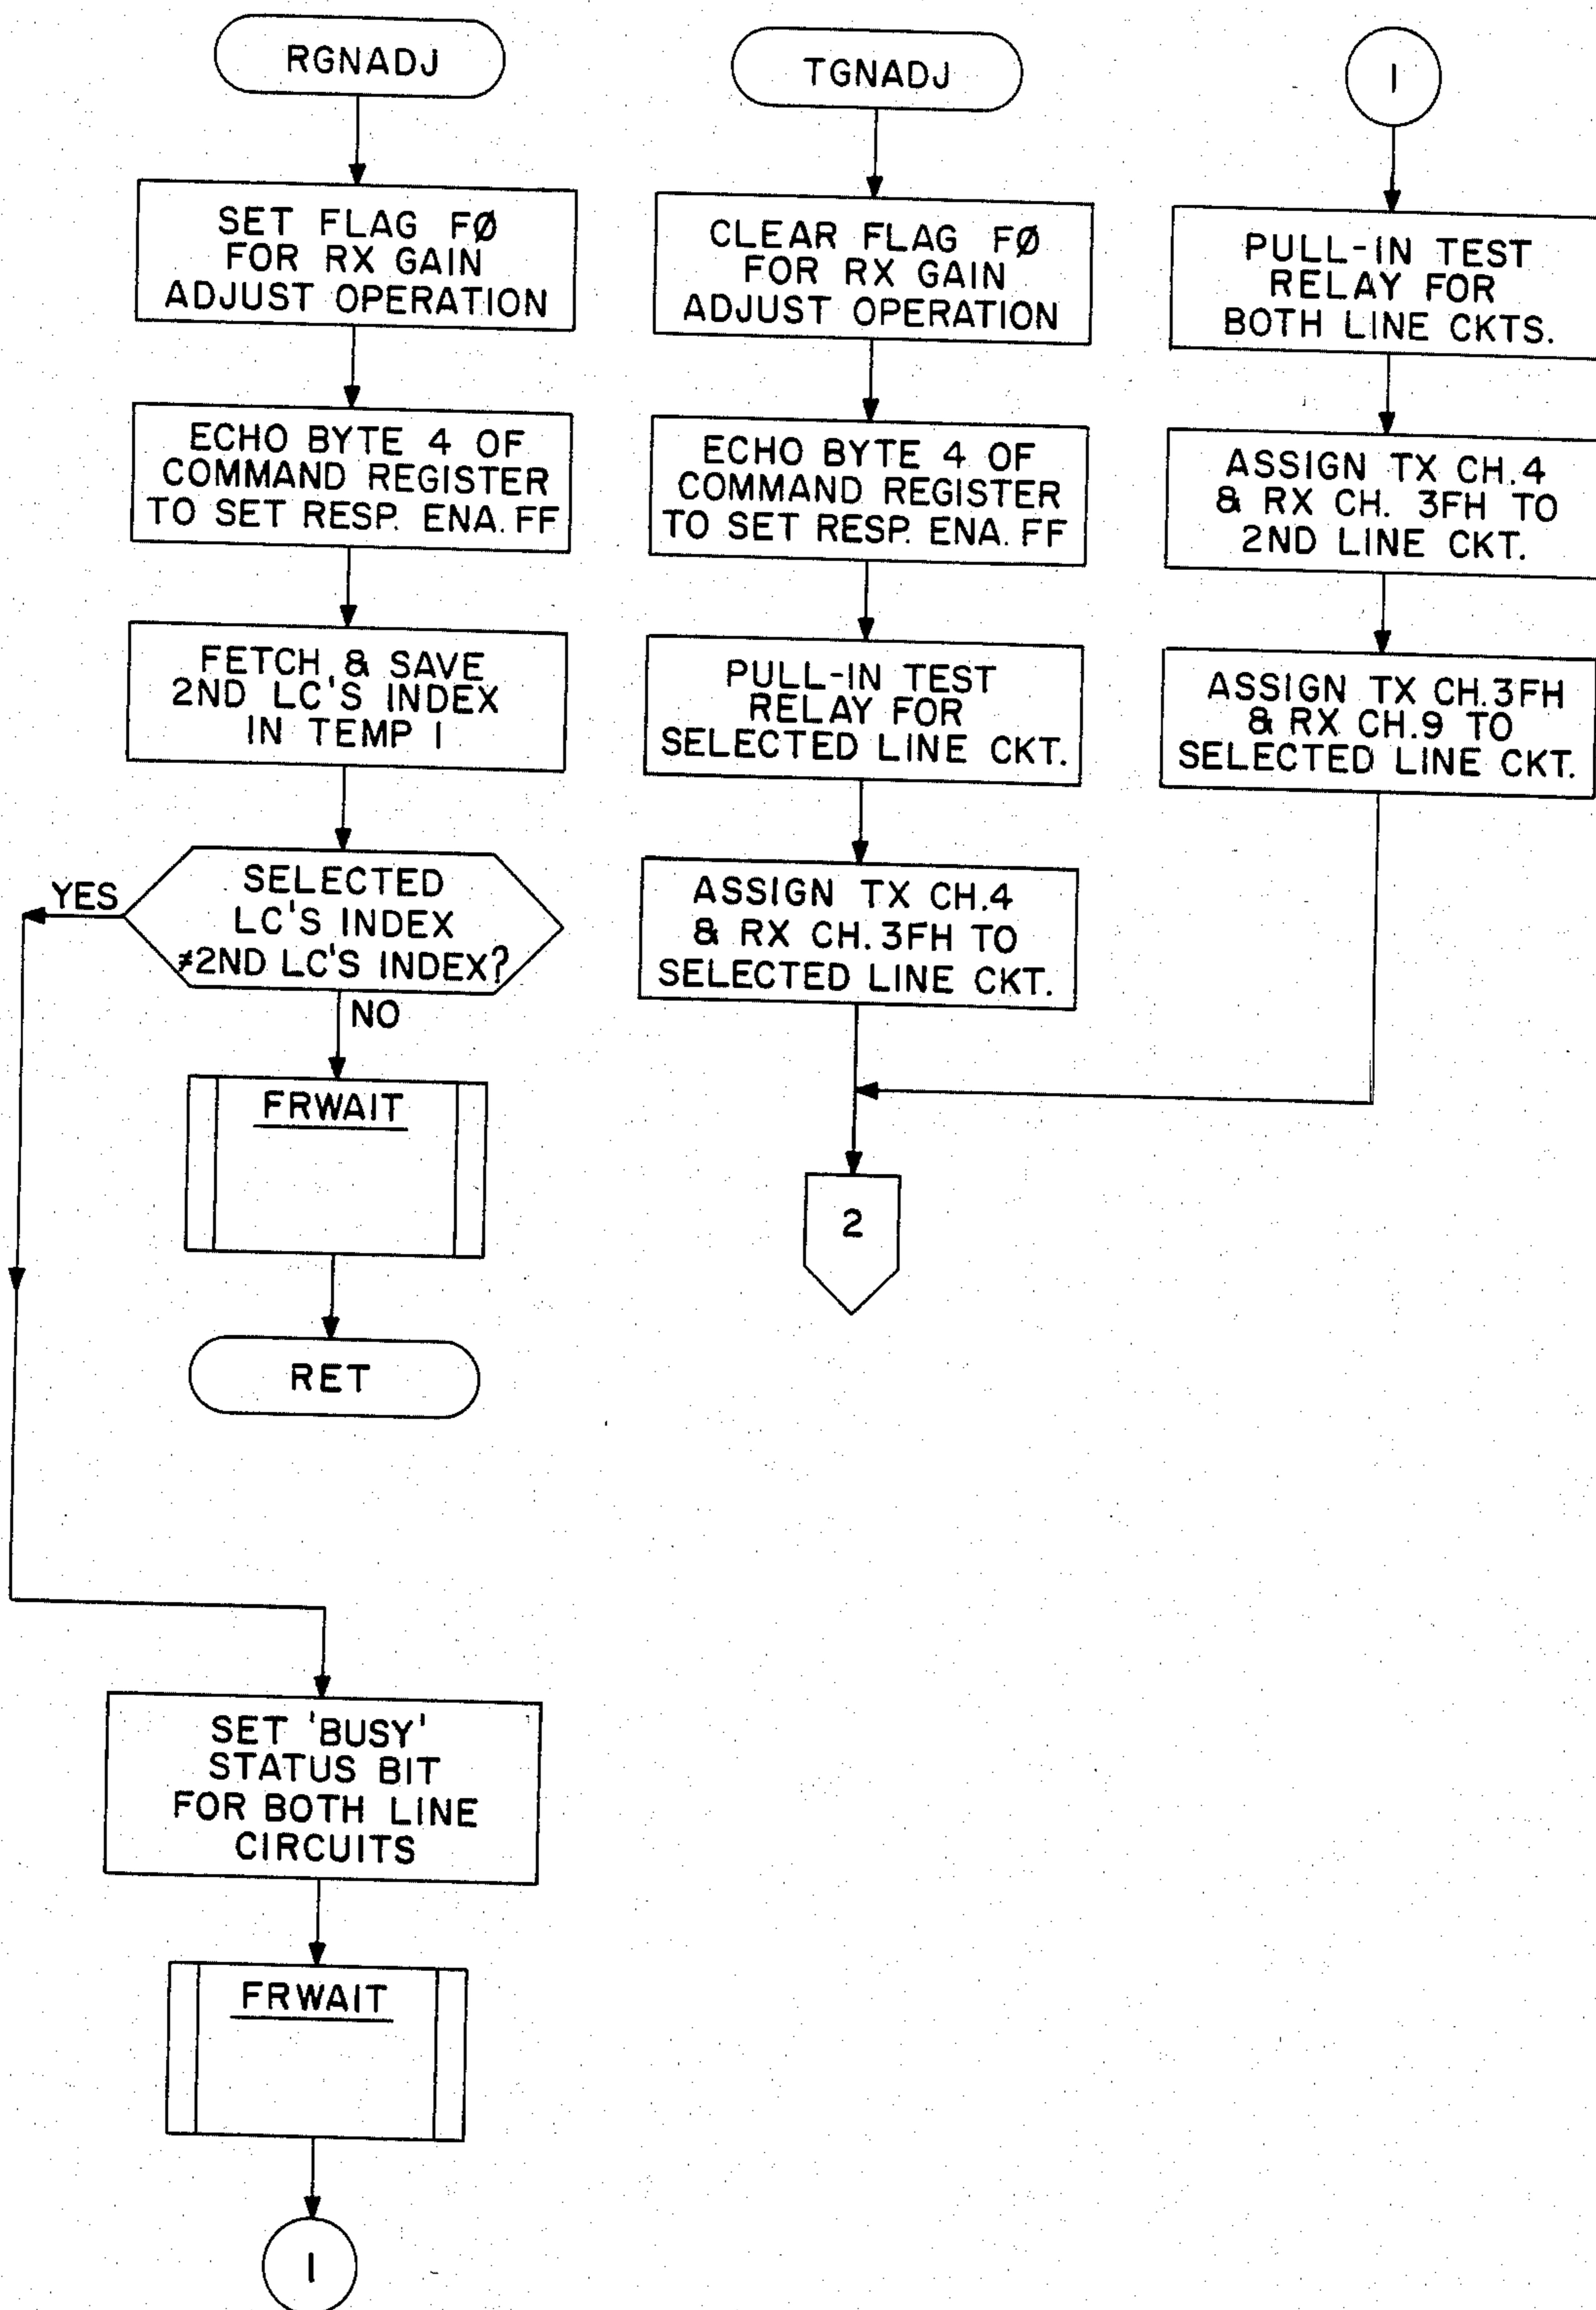 RGNADJ
SET FLAG FØ
FOR RX GAIN
ADJUST OPERATION
ECHO BYTE 4 OF
COMMAND REGISTER
TO SET RESP. ENA. FF
FETCH & SAVE
2ND LC'S INDEX
IN TEMP 1
SELECTED
LC'S INDEX
≠2ND LC'S INDEX?
YES
NO
FRWAIT
RET
SET 'BUSY'
STATUS BIT
FOR BOTH LINE
CIRCUITS
FRWAIT
1
TGNADJ
CLEAR FLAG FØ
FOR RX GAIN
ADJUST OPERATION
ECHO BYTE 4 OF
COMMAND REGISTER
TO SET RESP. ENA. FF
PULL-IN TEST
RELAY FOR
SELECTED LINE CKT.
ASSIGN TX CH.4
& RX CH. 3FH TO
SELECTED LINE CKT.
2
1
PULL-IN TEST
RELAY FOR
BOTH LINE CKTS.
ASSIGN TX CH.4
& RX CH. 3FH TO
2ND LINE CKT.
ASSIGN TX CH.3FH
& RX CH.9 TO
SELECTED LINE CKT.